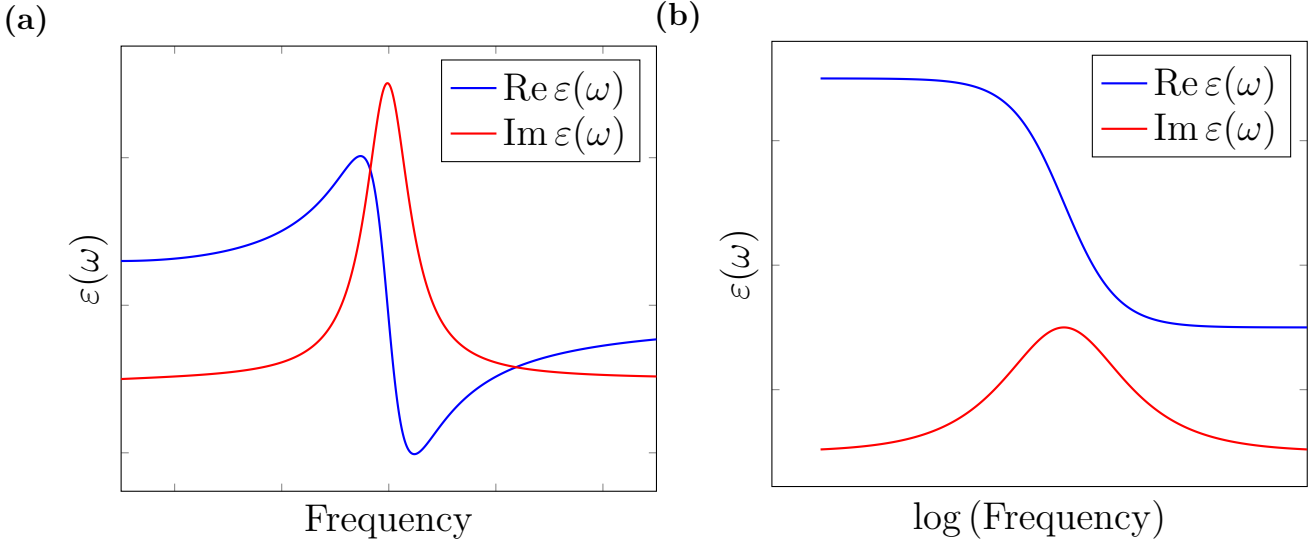 (a)
Re ε(ω)
Im ε(ω)
ε(ω)
Frequency
(b)
Re ε(ω)
Im ε(ω)
ε(ω)
log (Frequency)